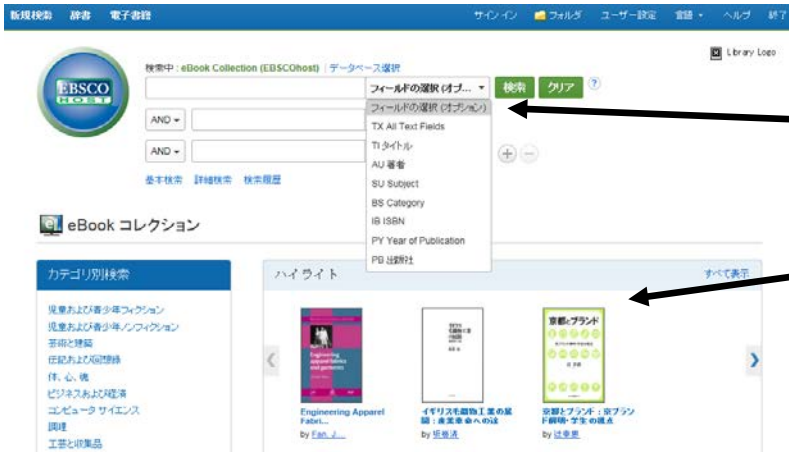 新規検索 辞書 電子書籍 サインイン フォルダ ユーザー設定 言語 ヘルプ 終了
Library Logo
検索中 : eBook Collection (EBSCOhost) データベース選択
EBSCO
HOST
フィールドの選択 (オプ... 検索 クリア ?
フィールドの選択 (オプション)
AND
TX All Text Fields
TI タイトル
AND
AU 著者
基本検索 詳細検索 検索履歴
SU Subject
BS Category
IB ISBN
PY Year of Publication
PB 出版社
eBook コレクション
カテゴリ別検索
児童および青少年フィクション
児童および青少年ノンフィクション
芸術と建築
伝記および回想録
体、心、魂
ビジネスおよび経済
コンピュータ サイエンス
調理
工芸と収集品
ハイライト すべて表示
Engineering
apparel fabrics
and garments
京都とブランド
Engineering Apparel
Fabri...
by Fan, J....
イギリス毛織物工業の展
開 : 産業革命への途
by 坂巻清
京都とブランド : 京ブラン
ド解明・学生の視点
by 辻幸恵